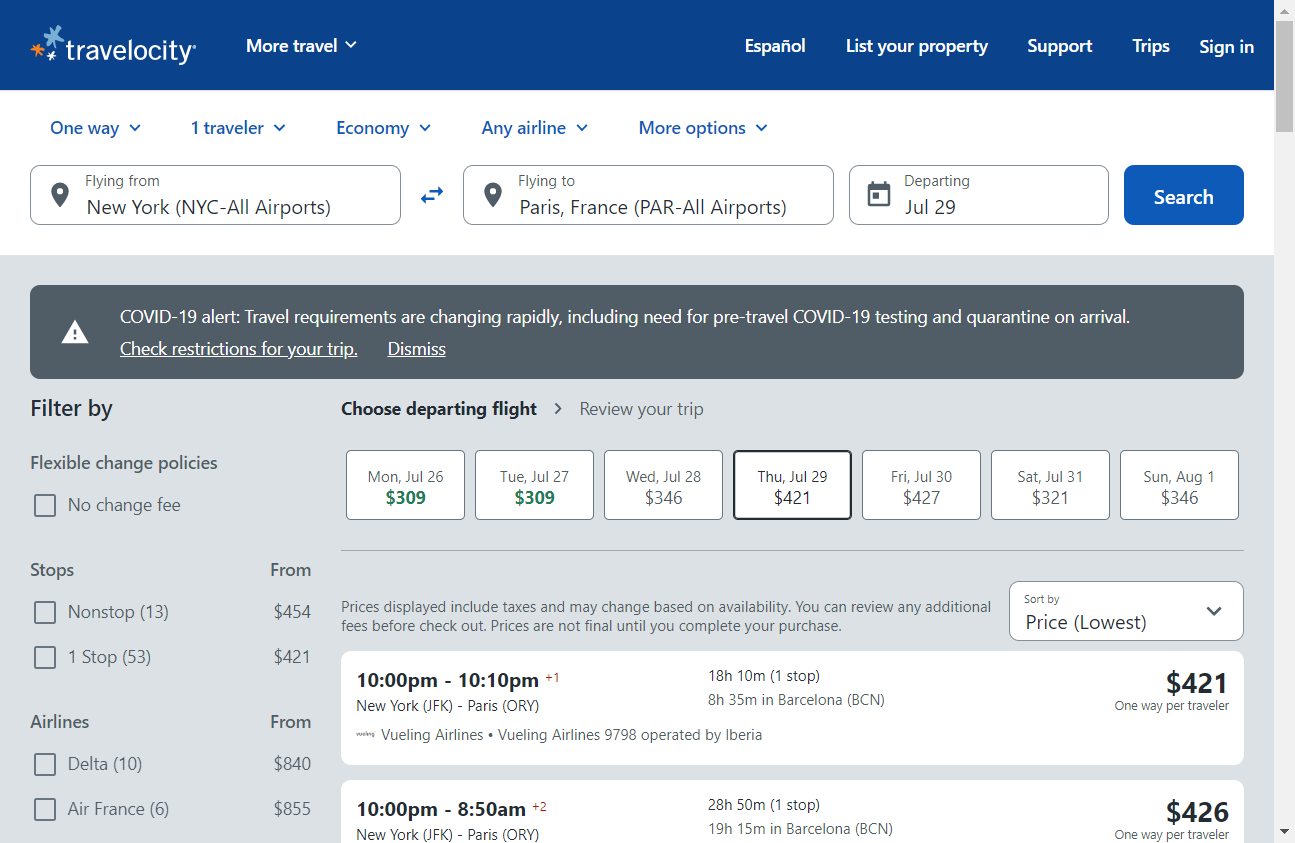 travelocity
More travel
Español
List your property
Support
Trips
Sign in
One way
1 traveler
Economy
Any airline
More options
Flying from
New York (NYC-All Airports)
Flying to
Paris, France (PAR-All Airports)
Departing
Jul 29
Search
COVID-19 alert: Travel requirements are changing rapidly, including need for pre-travel COVID-19 testing and quarantine on arrival.
Check restrictions for your trip. Dismiss
Filter by
Flexible change policies
No change fee
Stops From
Nonstop (13) $454
1 Stop (53) $421
Airlines From
Delta (10) $840
Air France (6) $855
Choose departing flight
Review your trip
Mon, Jul 26
$309
Tue, Jul 27
$309
Wed, Jul 28
$346
Thu, Jul 29
$421
Fri, Jul 30
$427
Sat, Jul 31
$321
Sun, Aug 1
$346
Prices displayed include taxes and may change based on availability. You can review any additional
fees before check out. Prices are not final until you complete your purchase.
Sort by
Price (Lowest)
10:00pm - 10:10pm +1
New York (JFK) - Paris (ORY)
18h 10m (1 stop)
8h 35m in Barcelona (BCN)
$421
One way per traveler
vueling Vueling Airlines • Vueling Airlines 9798 operated by Iberia
10:00pm - 8:50am +2
New York (JFK) - Paris (ORY)
28h 50m (1 stop)
19h 15m in Barcelona (BCN)
$426
One way per traveler